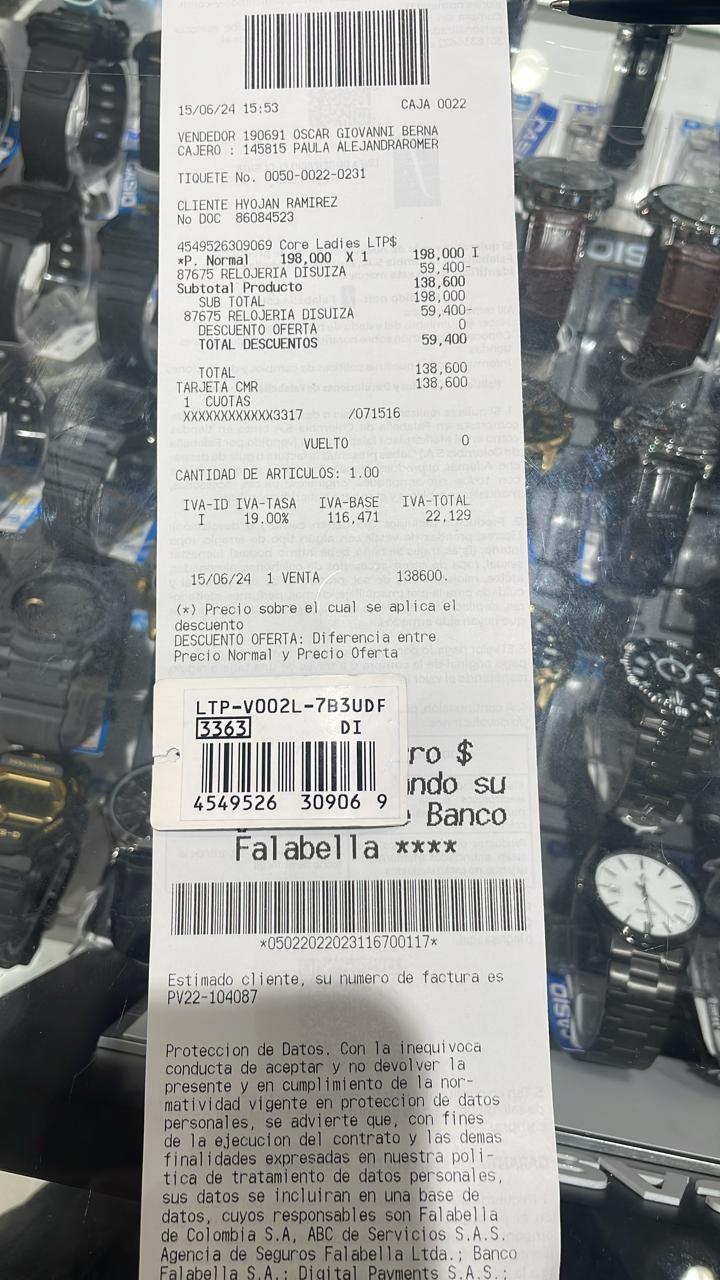 15/06/24 15:53 CAJA 0022
VENDEDOR 190691 OSCAR GIOVANNI BERNA
CAJERO : 145815 PAULA ALEJANDRAROMER
TIQUETE No. 0050-0022-0231
CLIENTE HYOJAN RAMIREZ
No DOC 86084523
4549526309069 Core Ladies LTP$
*P. Normal 198,000 X 1 198,000 I
87675 RELOJERIA DISUIZA 59,400-
Subtotal Producto 138,600
SUB TOTAL 198,000
87675 RELOJERIA DISUIZA 59,400-
DESCUENTO OFERTA 0
TOTAL DESCUENTOS 59,400
TOTAL 138,600
TARJETA CMR 138,600
1 CUOTAS
XXXXXXXXXXXX3317 /071516
VUELTO 0
CANTIDAD DE ARTICULOS: 1.00
IVA-ID IVA-TASA IVA-BASE IVA-TOTAL
I 19.00% 116,471 22,129
15/06/24 1 VENTA 138600.
(*) Precio sobre el cual se aplica el
descuento
DESCUENTO OFERTA: Diferencia entre
Precio Normal y Precio Oferta
LTP-V002L-7B3UDF
3363 DI
4549526 30906 9
ro $
ndo su
e Banco
Falabella ****
*05022022023116700117*
Estimado cliente, su numero de factura es
PV22-104087
Proteccion de Datos. Con la inequivoca
conducta de aceptar y no devolver la
presente y en cumplimiento de la nor-
matividad vigente en proteccion de datos
personales, se advierte que, con fines
de la ejecucion del contrato y las demas
finalidades expresadas en nuestra poli-
tica de tratamiento de datos personales,
sus datos se incluiran en una base de
datos, cuyos responsables son Falabella
de Colombia S.A, ABC de Servicios S.A.S.
Agencia de Seguros Falabella Ltda.; Banco
Falabella S.A.; Digital Payments S.A.S.;
CASIO